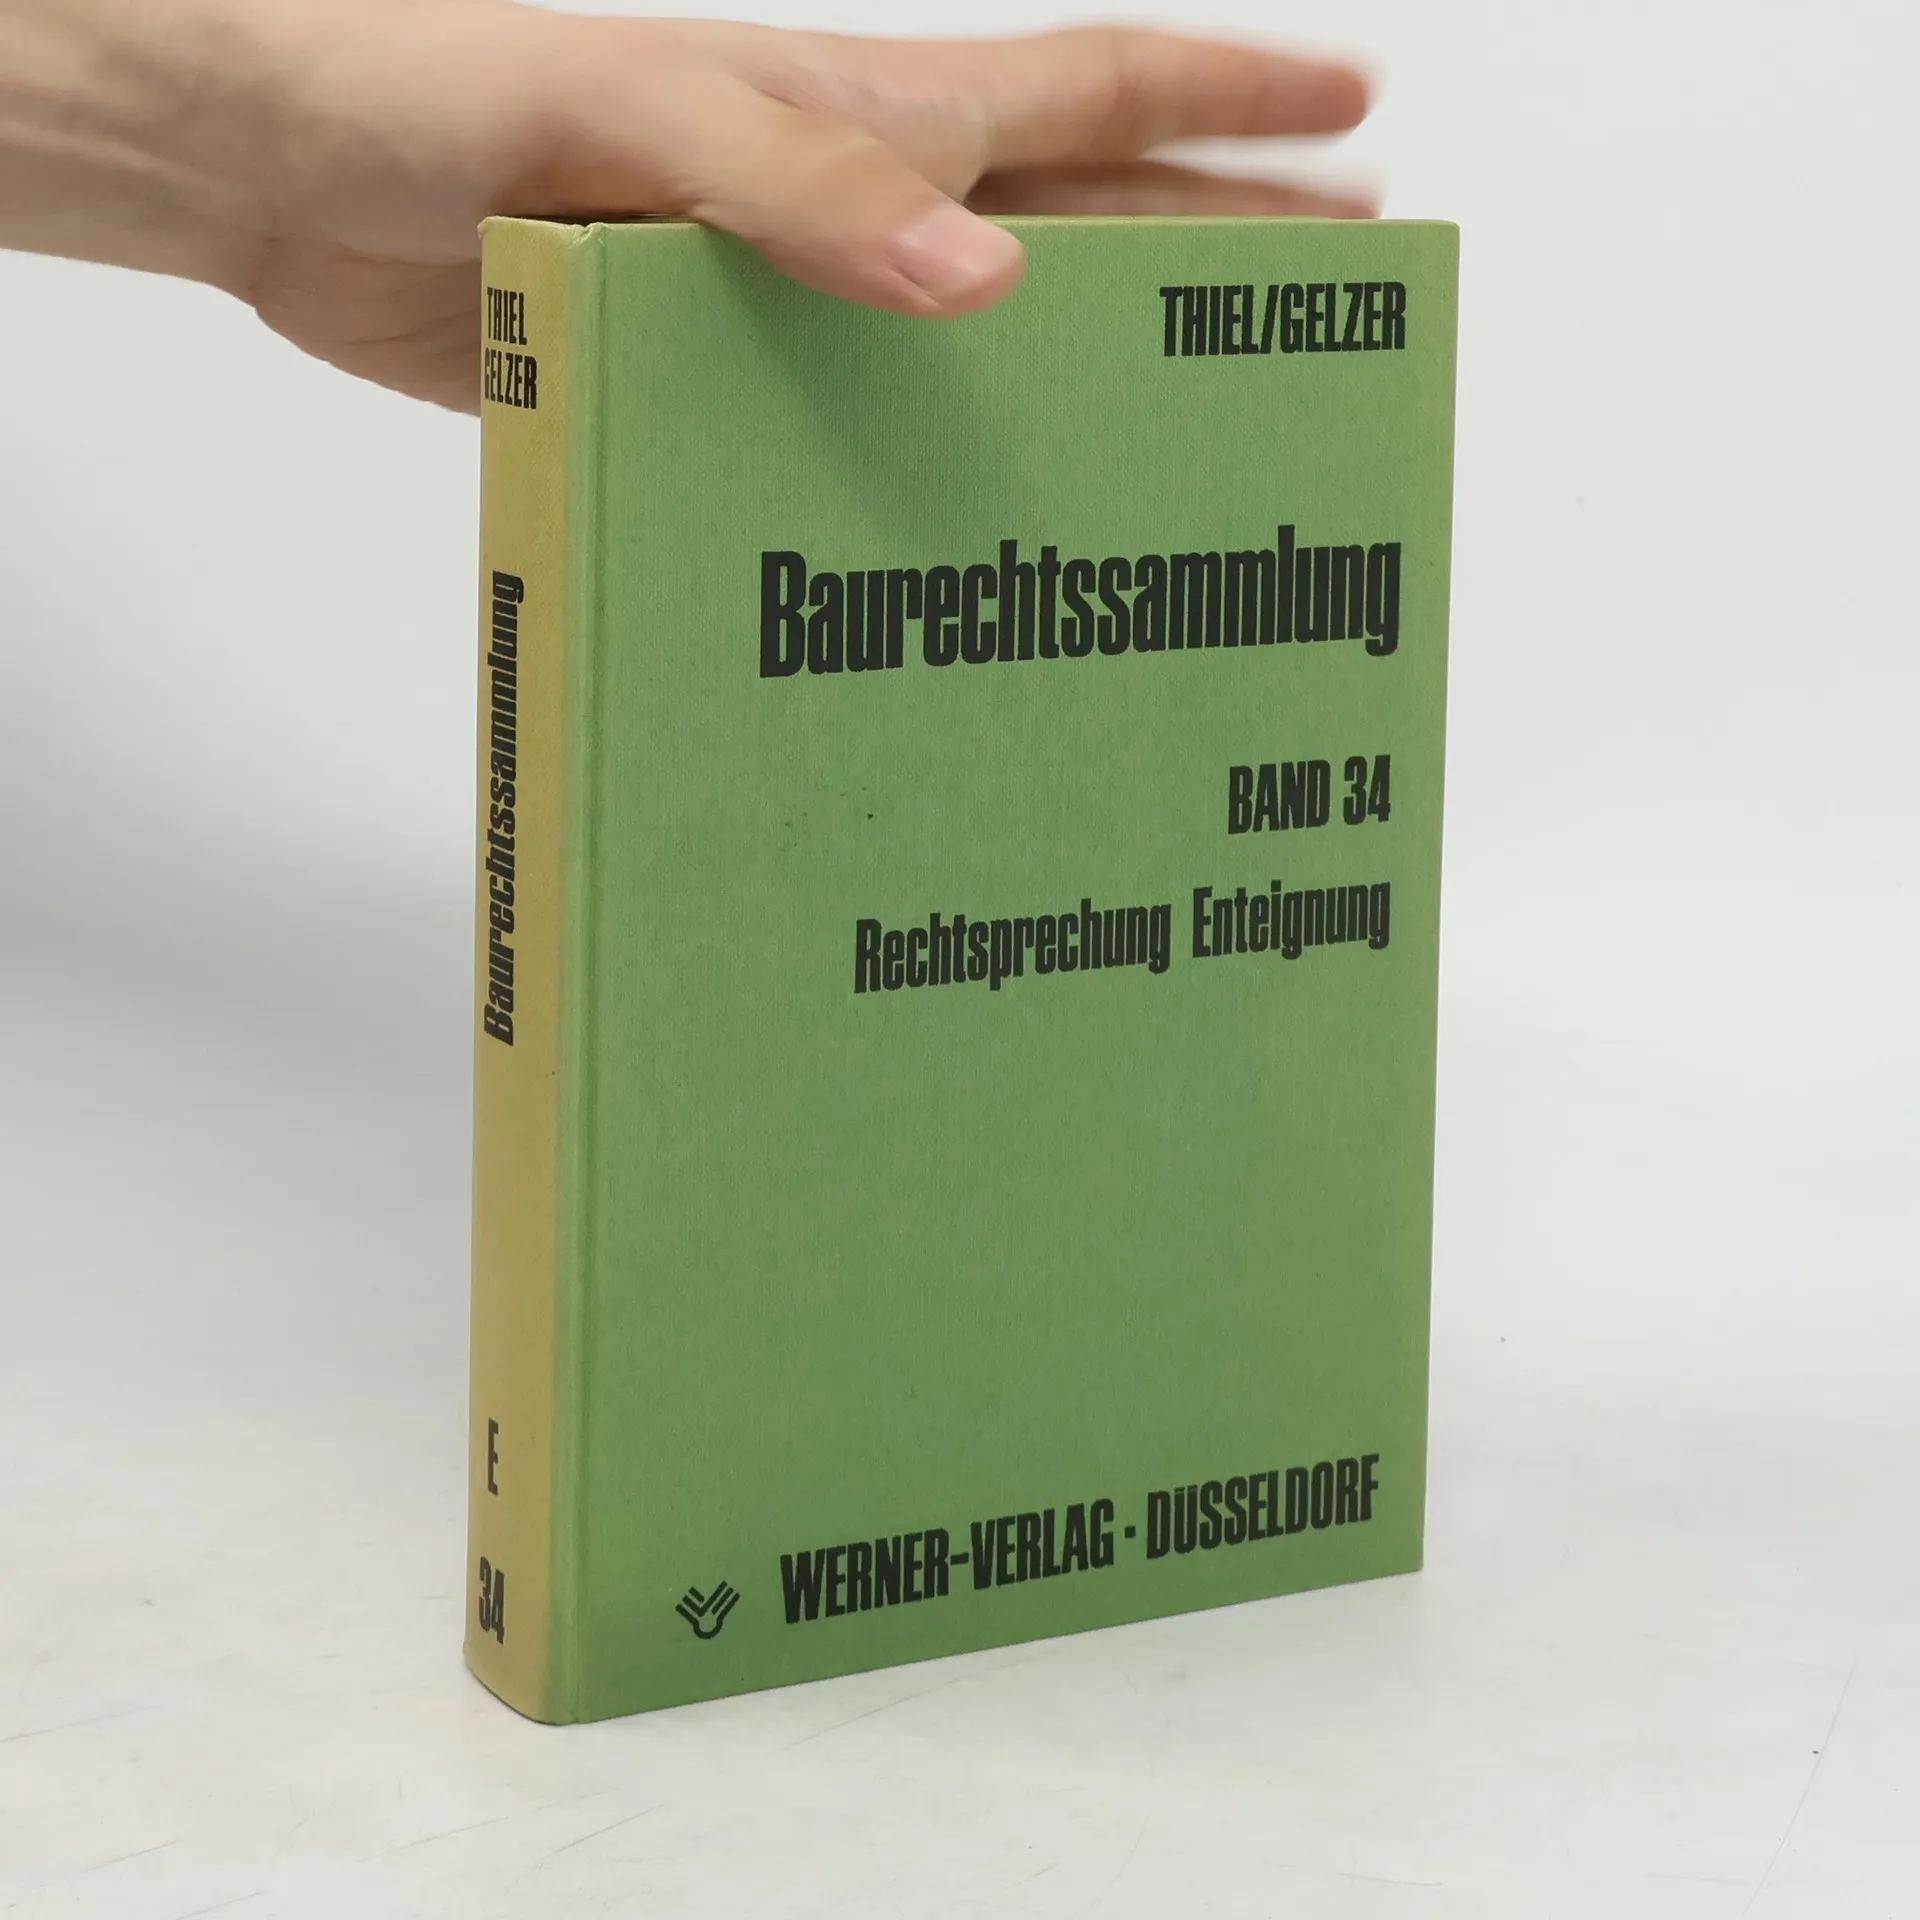 THIEL
GELZER
Baurechtssammlung
E
34
THIEL/GELZER
Baurechtssammlung
BAND 34
Rechtsprechung Enteignung
WERNER-VERLAG · DÜSSELDORF